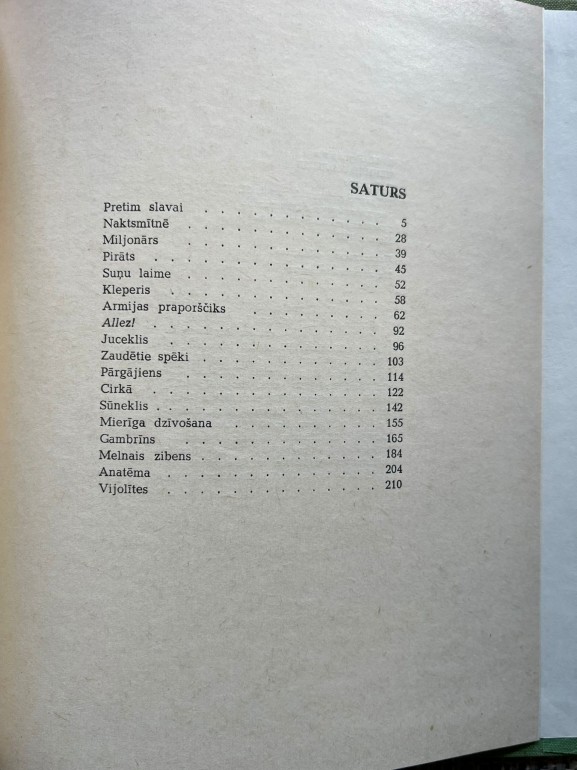 SATURS
Pretim slavai . . . . . . . . . . . 5
Naktsmītnē . . . . . . . . . . . 28
Miljonārs . . . . . . . . . . . 39
Pirāts . . . . . . . . . . . . 45
Suņu laime . . . . . . . . . . . 52
Kleperis . . . . . . . . . . . 58
Armijas praporščiks . . . . . . . . 62
Allez! . . . . . . . . . . . . 92
Juceklis . . . . . . . . . . . 96
Zaudētie spēki . . . . . . . . . . 103
Pārgājiens . . . . . . . . . . 114
Cirkā . . . . . . . . . . . . 122
Sūneklis . . . . . . . . . . . . 142
Mierīga dzīvošana . . . . . . . . 155
Gambrīns . . . . . . . . . . . 165
Melnais zibens . . . . . . . . . . 184
Anatēma . . . . . . . . . . . 204
Vijolītes . . . . . . . . . . . 210